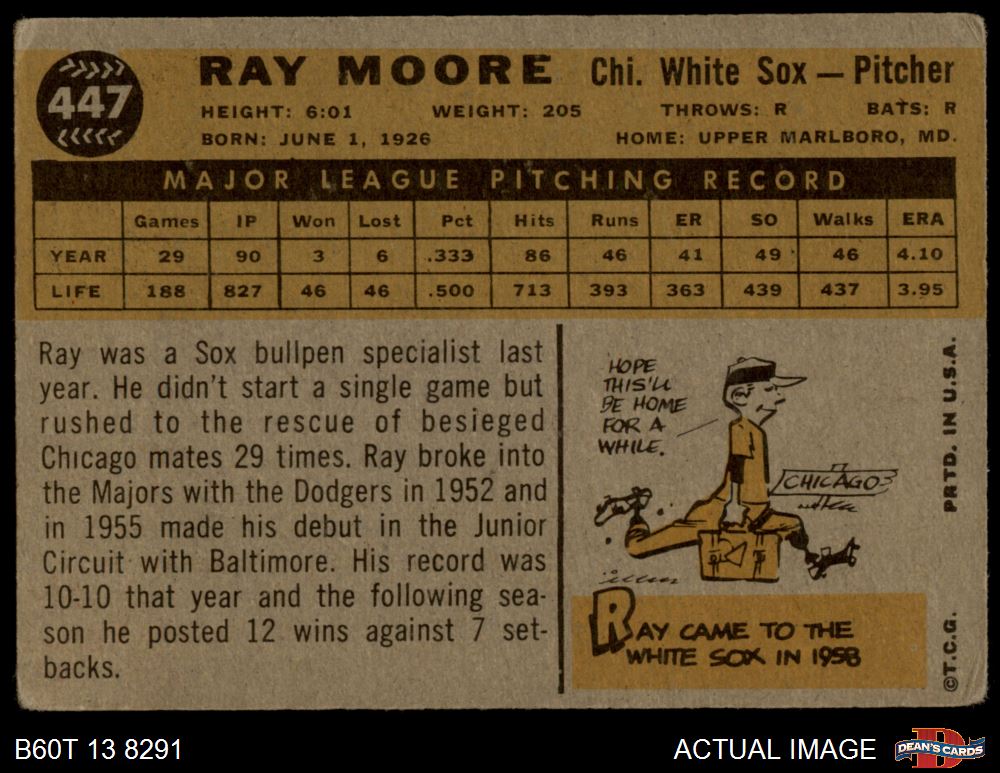 447
RAY MOORE Chi. White Sox — Pitcher
HEIGHT: 6:01 WEIGHT: 205 THROWS: R BATS: R
BORN: JUNE 1, 1926 HOME: UPPER MARLBORO, MD.
MAJOR LEAGUE PITCHING RECORD
Games IP Won Lost Pct Hits Runs ER SO Walks ERA
YEAR 29 90 3 6 .333 86 46 41 49 46 4.10
LIFE 188 827 46 46 .500 713 393 363 439 437 3.95
Ray was a Sox bullpen specialist last
year. He didn't start a single game but
rushed to the rescue of besieged
Chicago mates 29 times. Ray broke into
the Majors with the Dodgers in 1952 and
in 1955 made his debut in the Junior
Circuit with Baltimore. His record was
10-10 that year and the following sea-
son he posted 12 wins against 7 set-
backs.
HOPE
THIS'LL
BE HOME
FOR A
WHILE.
CHICAGO
RAY CAME TO THE
WHITE SOX IN 1958
PRTD. IN U.S.A.
©T.C.G.
B60T 13 8291
ACTUAL IMAGE
DEAN'S CARDS